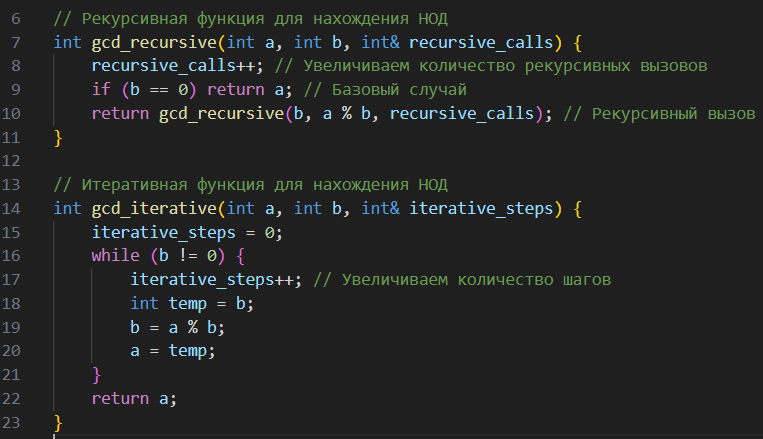 6 // Рекурсивная функция для нахождения НОД
7 int gcd_recursive(int a, int b, int& recursive_calls) {
8     recursive_calls++; // Увеличиваем количество рекурсивных вызовов
9     if (b == 0) return a; // Базовый случай
10     return gcd_recursive(b, a % b, recursive_calls); // Рекурсивный вызов
11 }
12
13 // Итеративная функция для нахождения НОД
14 int gcd_iterative(int a, int b, int& iterative_steps) {
15     iterative_steps = 0;
16     while (b != 0) {
17         iterative_steps++; // Увеличиваем количество шагов
18         int temp = b;
19         b = a % b;
20         a = temp;
21     }
22     return a;
23 }